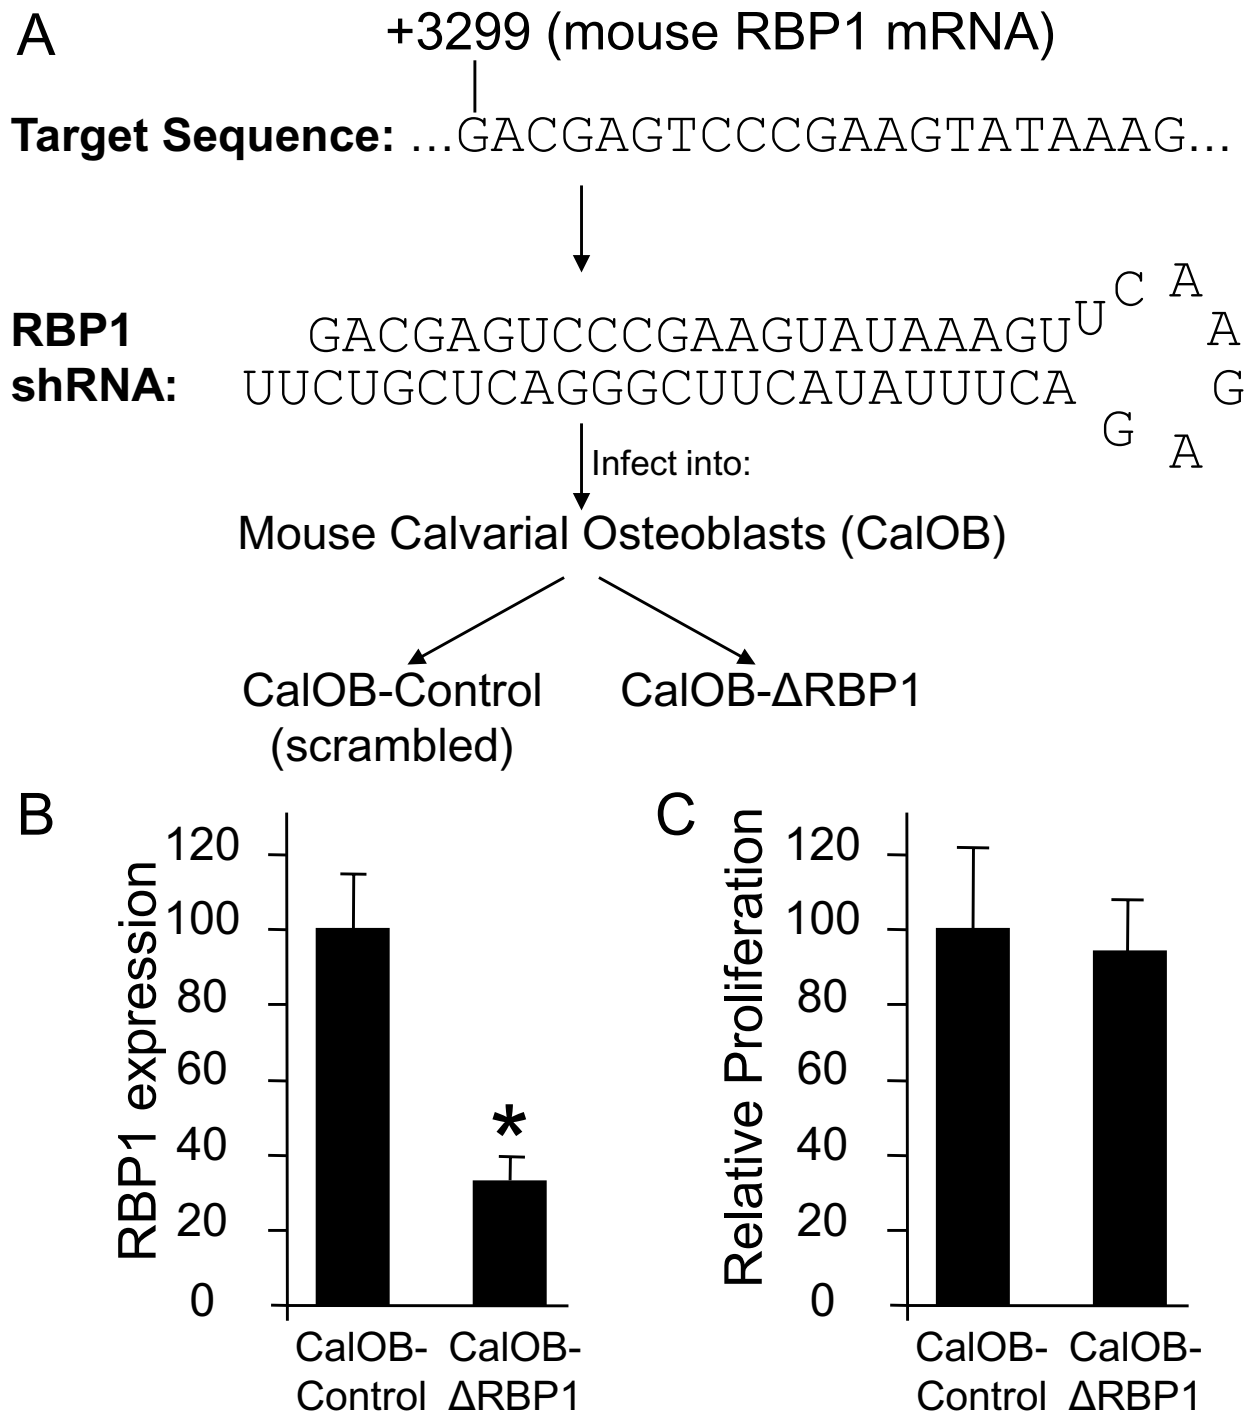 A
+3299 (mouse RBP1 mRNA)
Target Sequence: ...GACGAGTCCCGAAGTATAAAG...
RBP1
shRNA:
GACGAGUCCCGAAGUAUAAAGU
U C A
A
G
A
G
UUCUGCUCAGGGCUUCAUAUUUCA
Infect into:
Mouse Calvarial Osteoblasts (CalOB)
CalOB-Control
(scrambled)
CalOB-ΔRBP1
B
RBP1 expression
120
100
80
60
40
20
0
*
CalOB-
Control
CalOB-
ΔRBP1
C
Relative Proliferation
120
100
80
60
40
20
0
CalOB-
Control
CalOB-
ΔRBP1